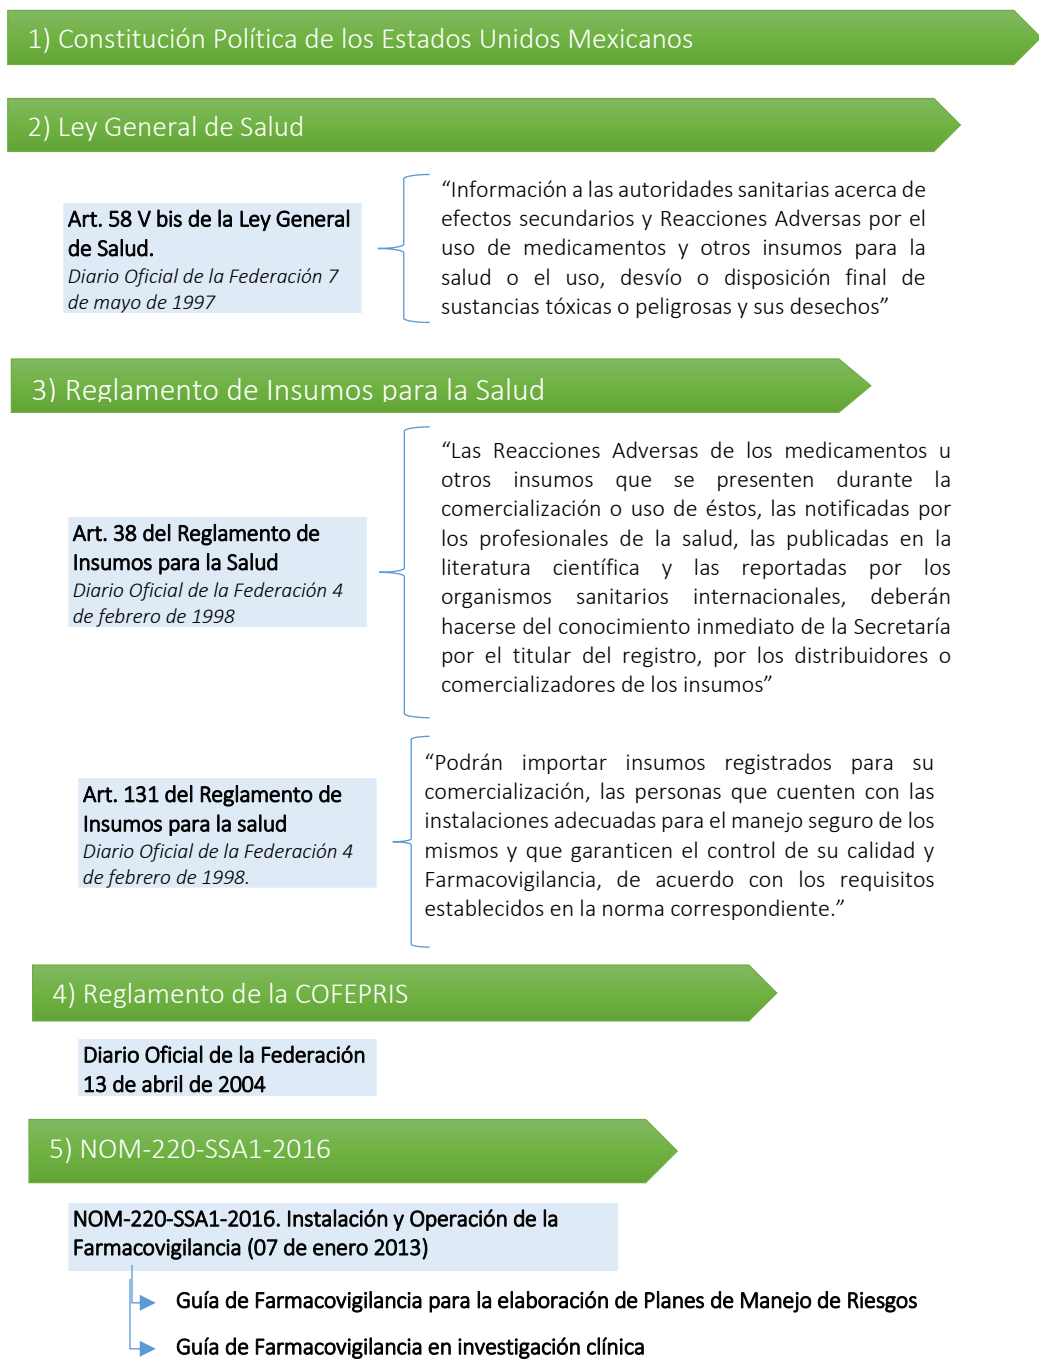 1) Constitución Política de los Estados Unidos Mexicanos
2) Ley General de Salud
Art. 58 V bis de la Ley General
de Salud.
Diario Oficial de la Federación 7
de mayo de 1997
“Información a las autoridades sanitarias acerca de
efectos secundarios y Reacciones Adversas por el
uso de medicamentos y otros insumos para la
salud o el uso, desvío o disposición final de
sustancias tóxicas o peligrosas y sus desechos”
3) Reglamento de Insumos para la Salud
Art. 38 del Reglamento de
Insumos para la Salud
Diario Oficial de la Federación 4
de febrero de 1998
“Las Reacciones Adversas de los medicamentos u
otros insumos que se presenten durante la
comercialización o uso de éstos, las notificadas por
los profesionales de la salud, las publicadas en la
literatura científica y las reportadas por los
organismos sanitarios internacionales, deberán
hacerse del conocimiento inmediato de la Secretaría
por el titular del registro, por los distribuidores o
comercializadores de los insumos”
Art. 131 del Reglamento de
Insumos para la salud
Diario Oficial de la Federación 4
de febrero de 1998.
“Podrán importar insumos registrados para su
comercialización, las personas que cuenten con las
instalaciones adecuadas para el manejo seguro de los
mismos y que garanticen el control de su calidad y
Farmacovigilancia, de acuerdo con los requisitos
establecidos en la norma correspondiente.”
4) Reglamento de la COFEPRIS
Diario Oficial de la Federación
13 de abril de 2004
5) NOM-220-SSA1-2016
NOM-220-SSA1-2016. Instalación y Operación de la
Farmacovigilancia (07 de enero 2013)
Guía de Farmacovigilancia para la elaboración de Planes de Manejo de Riesgos
Guía de Farmacovigilancia en investigación clínica